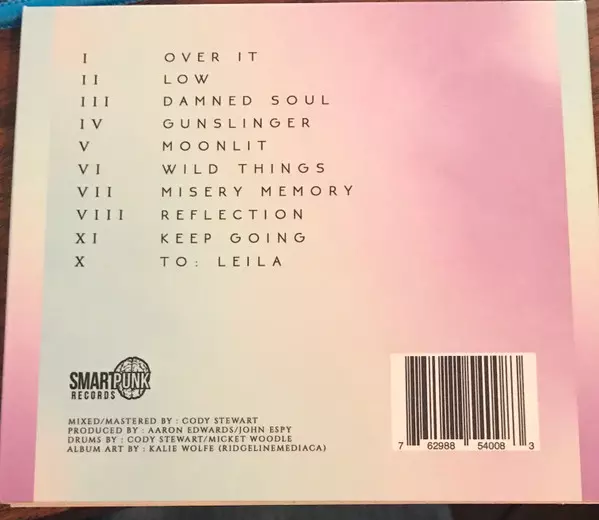 I OVER IT
II LOW
III DAMNED SOUL
IV GUNSLINGER
V MOONLIT
VI WILD THINGS
VII MISERY MEMORY
VIII REFLECTION
XI KEEP GOING
X TO: LEILA
SMARTPUNK
RECORDS
MIXED/MASTERED BY : CODY STEWART
PRODUCED BY : AARON EDWARDS/JOHN ESPY
DRUMS BY : CODY STEWART/MICKET WOODLE
ALBUM ART BY : KALIE WOLFE (RIDGELINEMEDIACA)
7 62988 54008 3